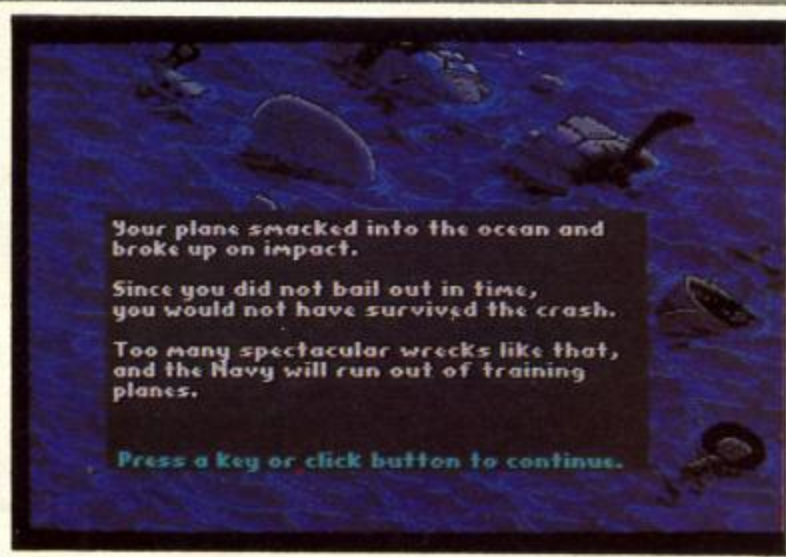 Your plane smacked into the ocean and
broke up on impact.
Since you did not bail out in time,
you would not have survived the crash.
Too many spectacular wrecks like that,
and the Navy will run out of training
planes.
Press a key or click button to continue.